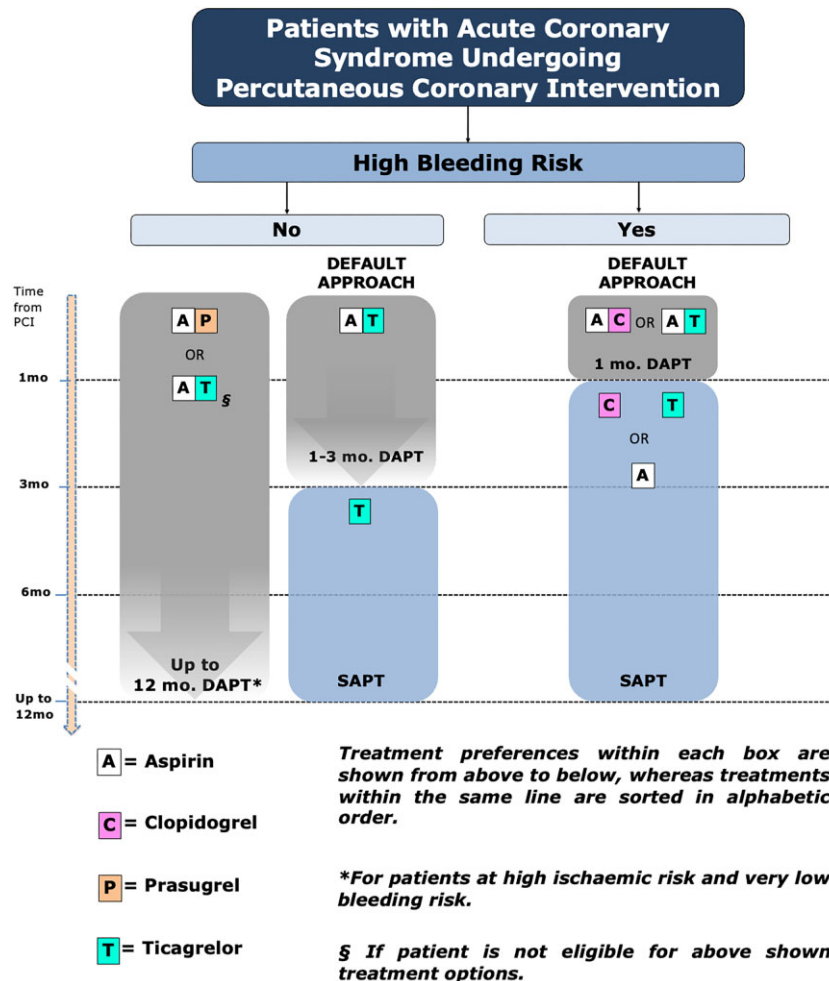 Patients with Acute Coronary
Syndrome Undergoing
Percutaneous Coronary Intervention
High Bleeding Risk
No
Yes
DEFAULT
APPROACH
DEFAULT
APPROACH
Time
from
PCI
A P
OR
A T §
A T
A C OR A T
1 mo. DAPT
1mo
C T
OR
A
1-3 mo. DAPT
3mo
T
6mo
Up to
12 mo. DAPT*
SAPT
SAPT
Up to
12mo
A = Aspirin
C = Clopidogrel
P = Prasugrel
T = Ticagrelor
Treatment preferences within each box are
shown from above to below, whereas treatments
within the same line are sorted in alphabetic
order.
*For patients at high ischaemic risk and very low
bleeding risk.
§ If patient is not eligible for above shown
treatment options.